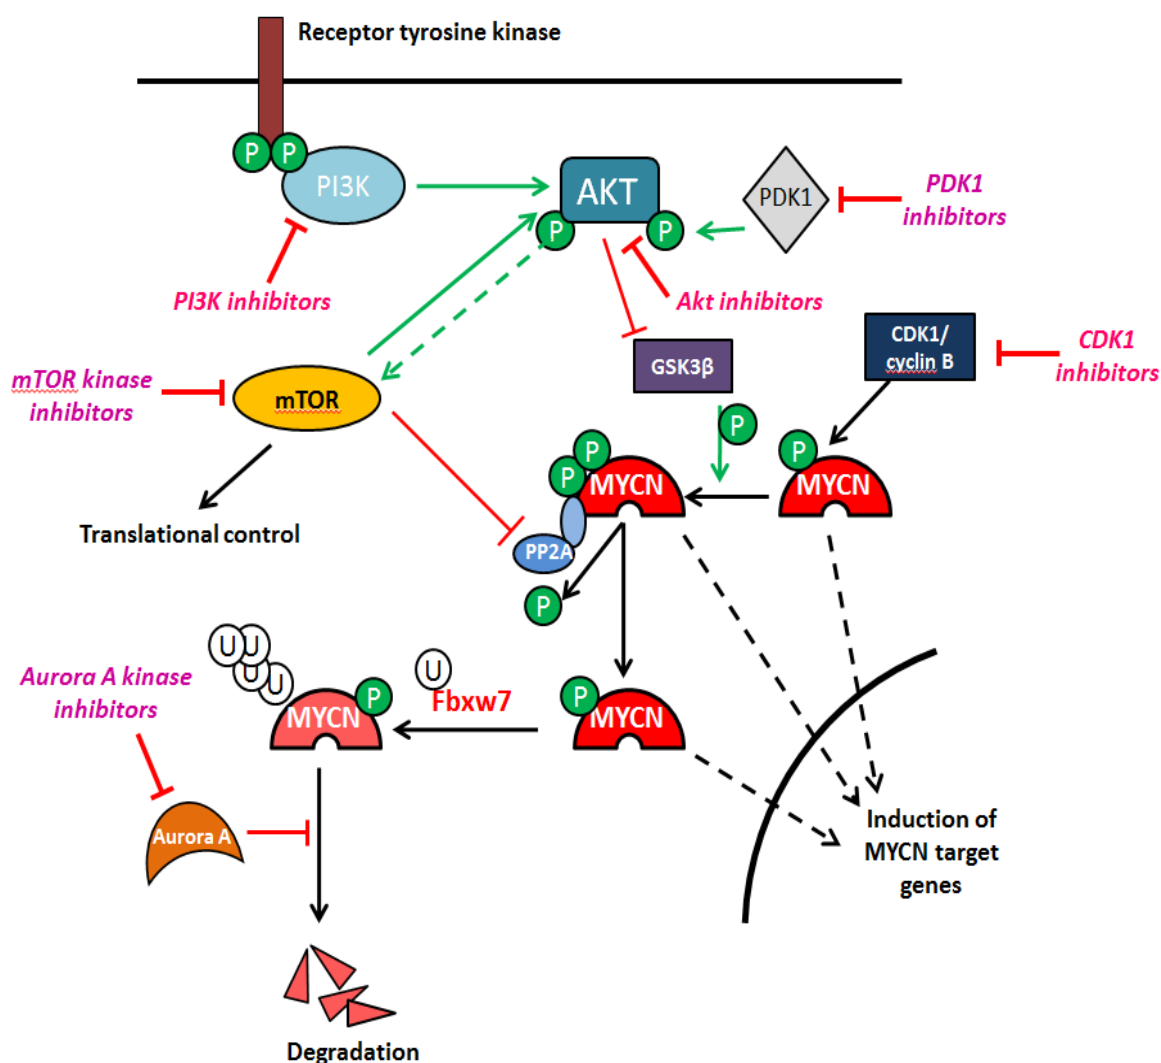 Receptor tyrosine kinase
P
P
PI3K
AKT
P
P
PDK1
PDK1
inhibitors
PI3K inhibitors
Akt inhibitors
mTOR kinase
inhibitors
mTOR
GSK3β
CDK1/
cyclin B
CDK1
inhibitors
P
P
P
MYCN
P
MYCN
PP2A
Translational control
P
U
U
U
U
MYCN
P
U
Fbxw7
P
MYCN
Aurora A kinase
inhibitors
Aurora A
Induction of
MYCN target
genes
Degradation